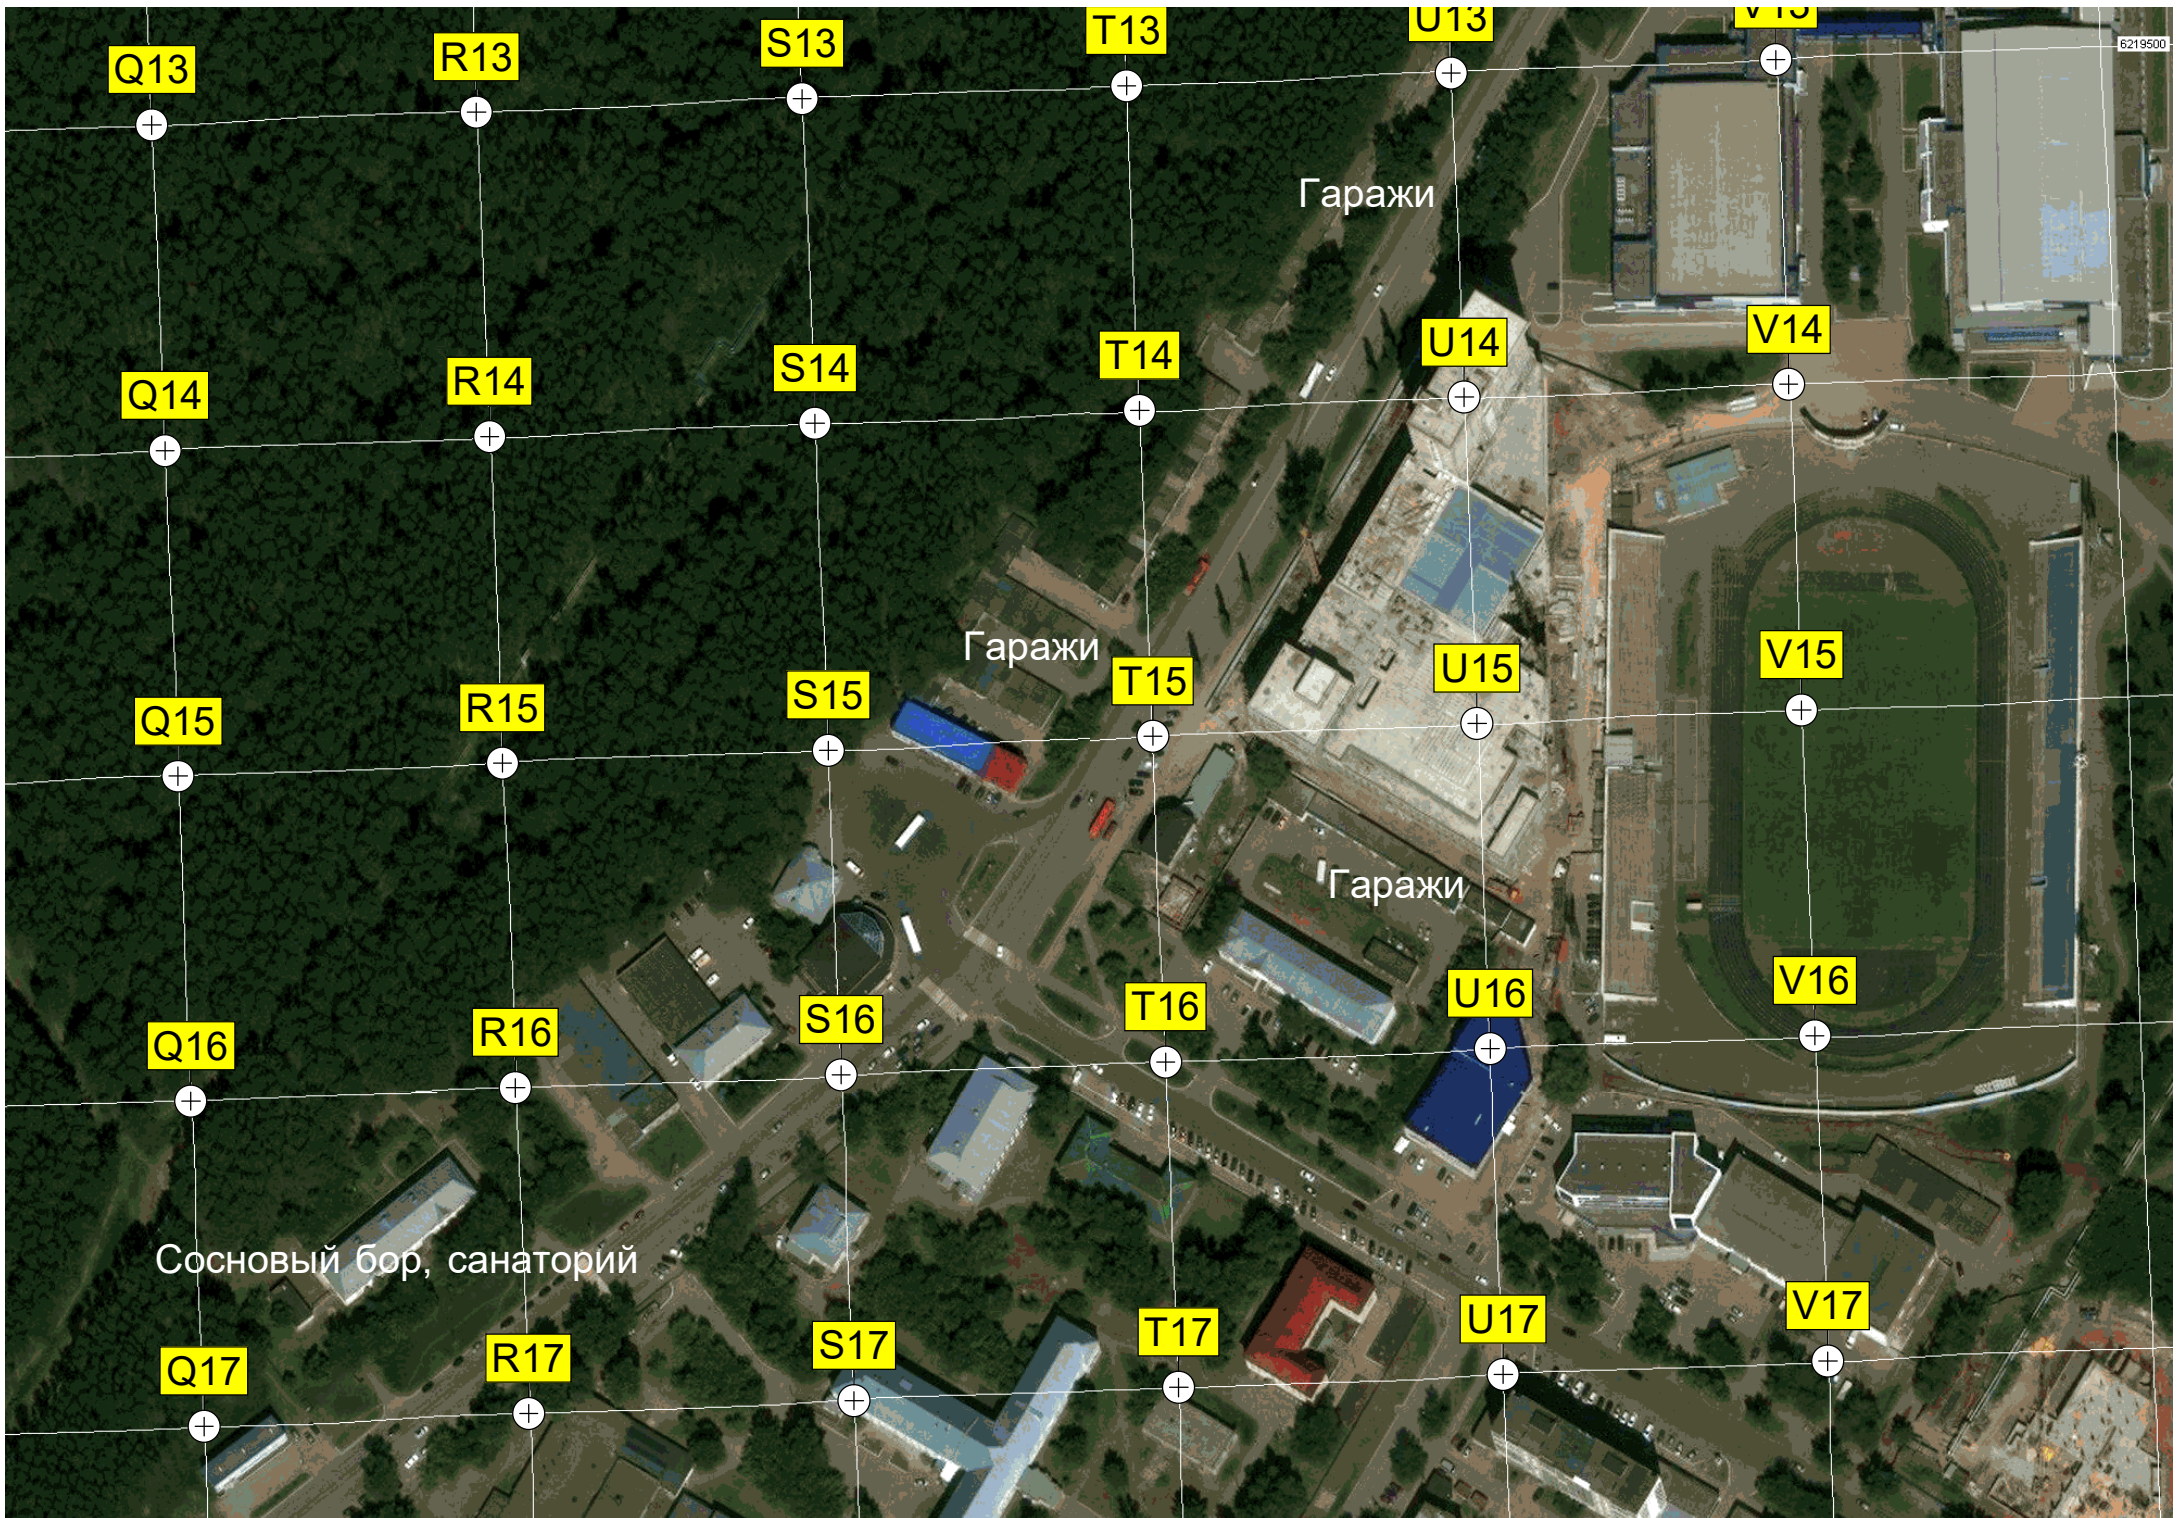 Q13 R13 S13 T13 U13 V13
6219500
Гаражи
Q14 R14 S14 T14 U14 V14
Гаражи
Q15 R15 S15 T15 U15 V15
Гаражи
Q16 R16 S16 T16 U16 V16
Сосновый бор, санаторий
Q17 R17 S17 T17 U17 V17